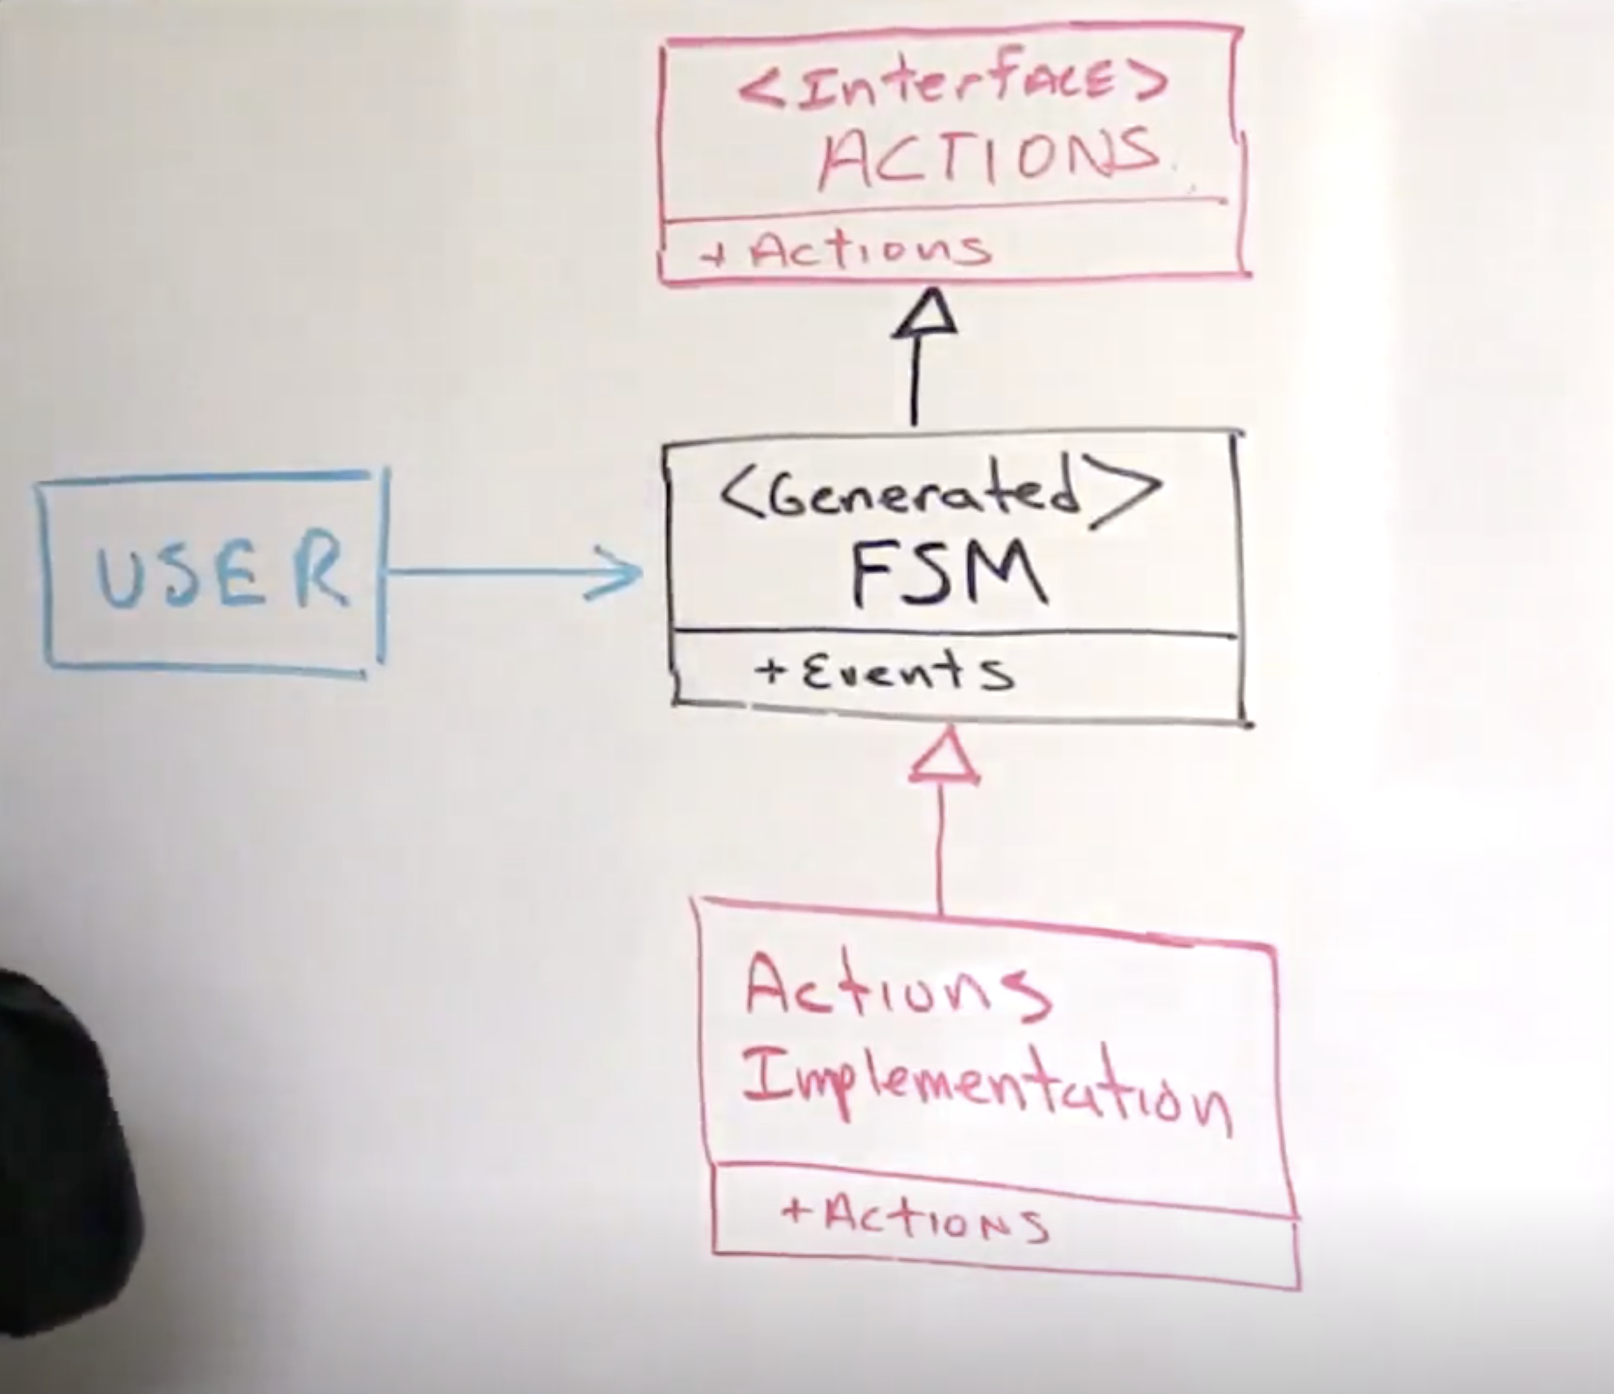 <Interface>
ACTIONS
+ Actions
USER
<Generated>
FSM
+ Events
Actions
Implementation
+ Actions